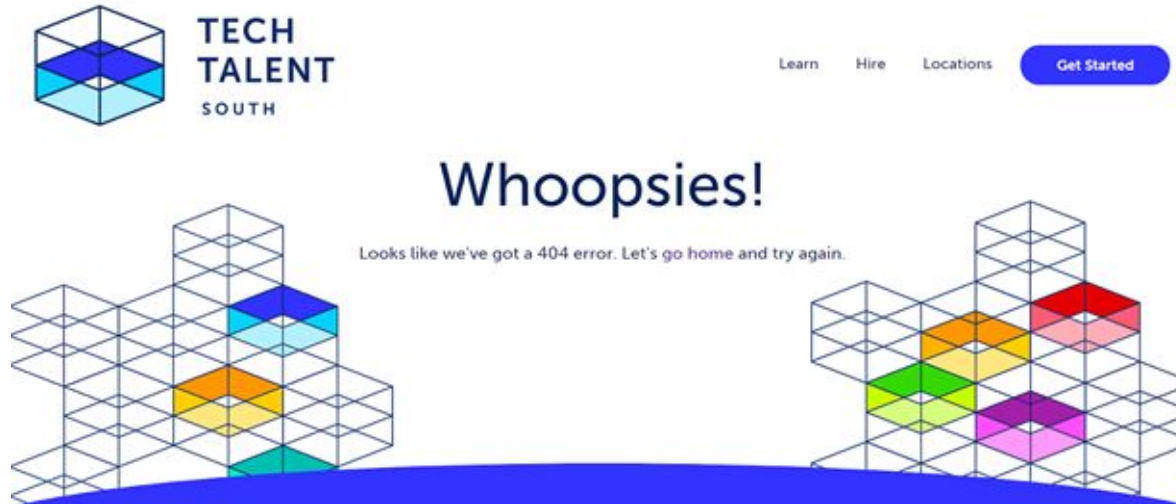 TECH
TALENT
SOUTH
Learn Hire Locations Get Started
Whoopsies!
Looks like we've got a 404 error. Let's go home and try again.